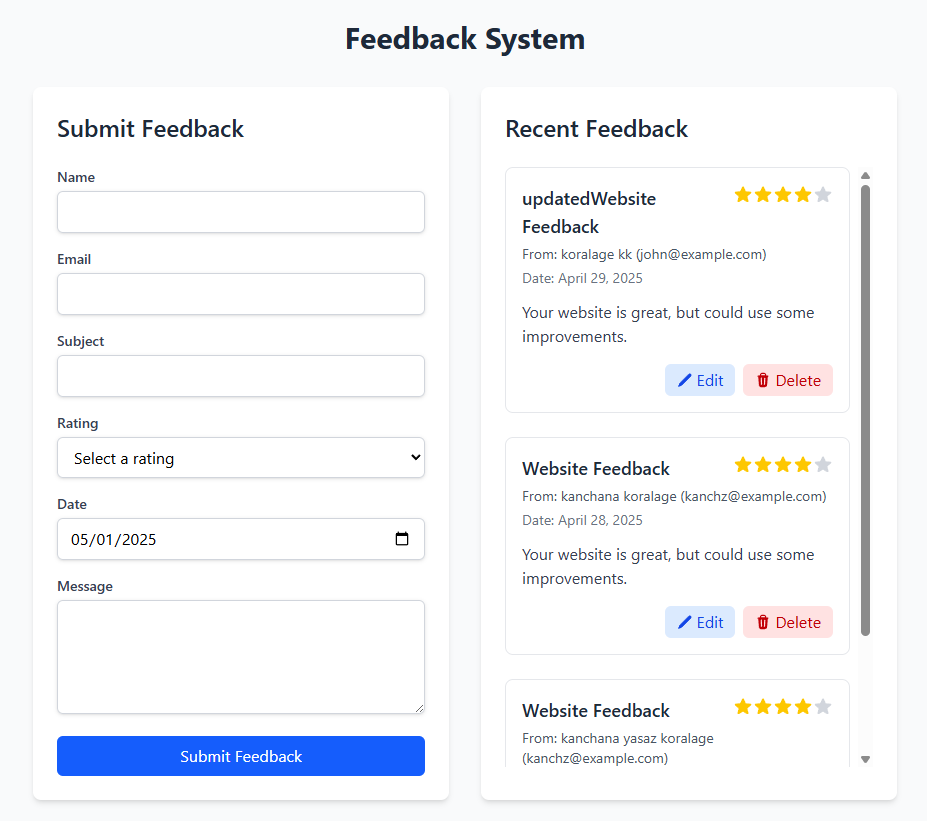 Feedback System
Submit Feedback
Name
Email
Subject
Rating
Select a rating
Date
05/01/2025
Message
Submit Feedback
Recent Feedback
updatedWebsite
Feedback
From: koralage kk (john@example.com)
Date: April 29, 2025
Your website is great, but could use some
improvements.
Edit
Delete
Website Feedback
From: kanchana koralage (kanchz@example.com)
Date: April 28, 2025
Your website is great, but could use some
improvements.
Edit
Delete
Website Feedback
From: kanchana yasaz koralage
(kanchz@example.com)